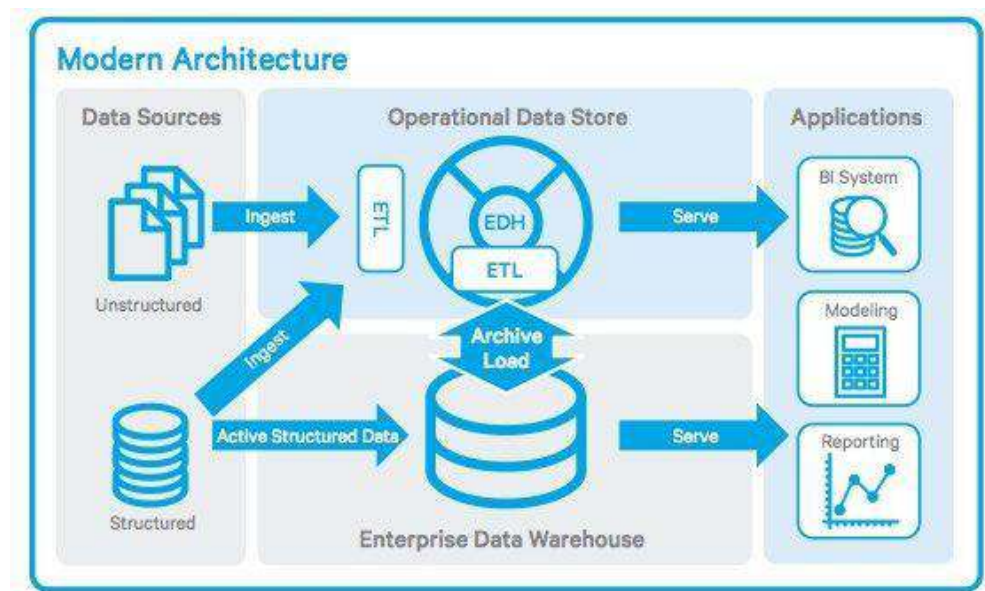 Modern Architecture
Data Sources
Operational Data Store
Applications
Unstructured
Structured
Ingest
Ingest
Active Structured Data
ETL
EDH
ETL
Archive
Load
Enterprise Data Warehouse
Serve
Serve
BI System
Modeling
Reporting